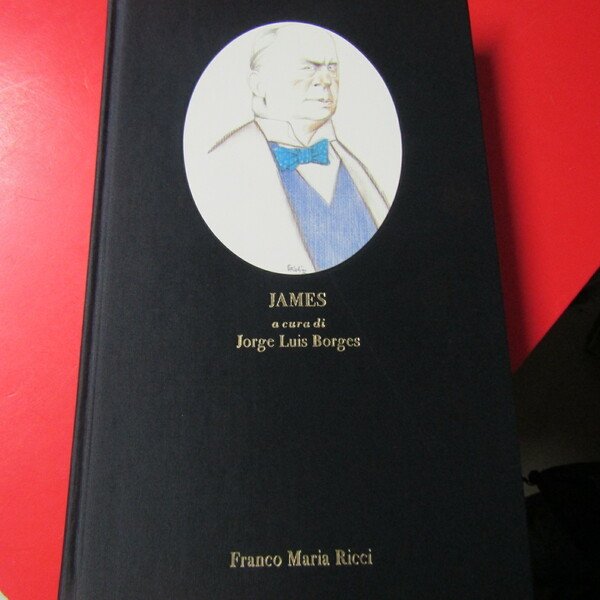 JAMES
a cura di
Jorge Luis Borges
Franco Maria Ricci